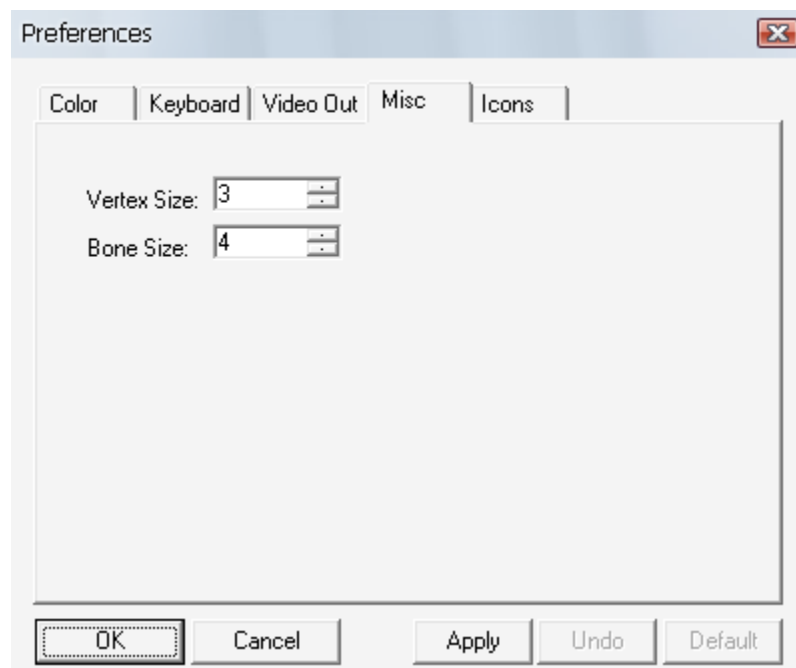 Preferences
Color Keyboard Video Out Misc Icons
Vertex Size: 3
Bone Size: 4
OK Cancel Apply Undo Default